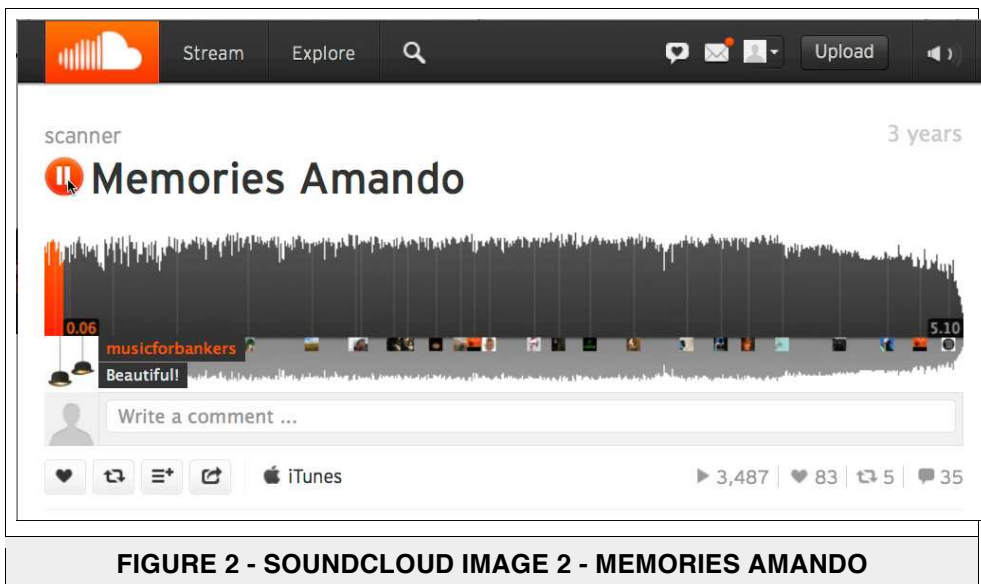 Stream Explore Upload
scanner 3 years
Memories Amando
0.06 5.10
musicforbankers
Beautiful!
Write a comment ...
iTunes 3,487 83 5 35
FIGURE 2 - SOUNDCLOUD IMAGE 2 - MEMORIES AMANDO